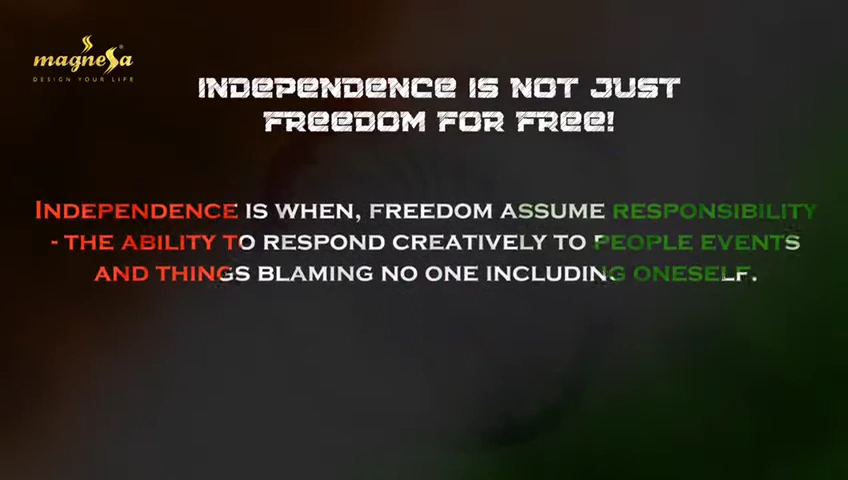 magneSa
DESIGN YOUR LIFE
INDEPENDENCE IS NOT JUST
FREEDOM FOR FREE!
INDEPENDENCE IS WHEN, FREEDOM ASSUME RESPONSIBILITY
- THE ABILITY TO RESPOND CREATIVELY TO PEOPLE EVENTS
AND THINGS BLAMING NO ONE INCLUDING ONESELF.